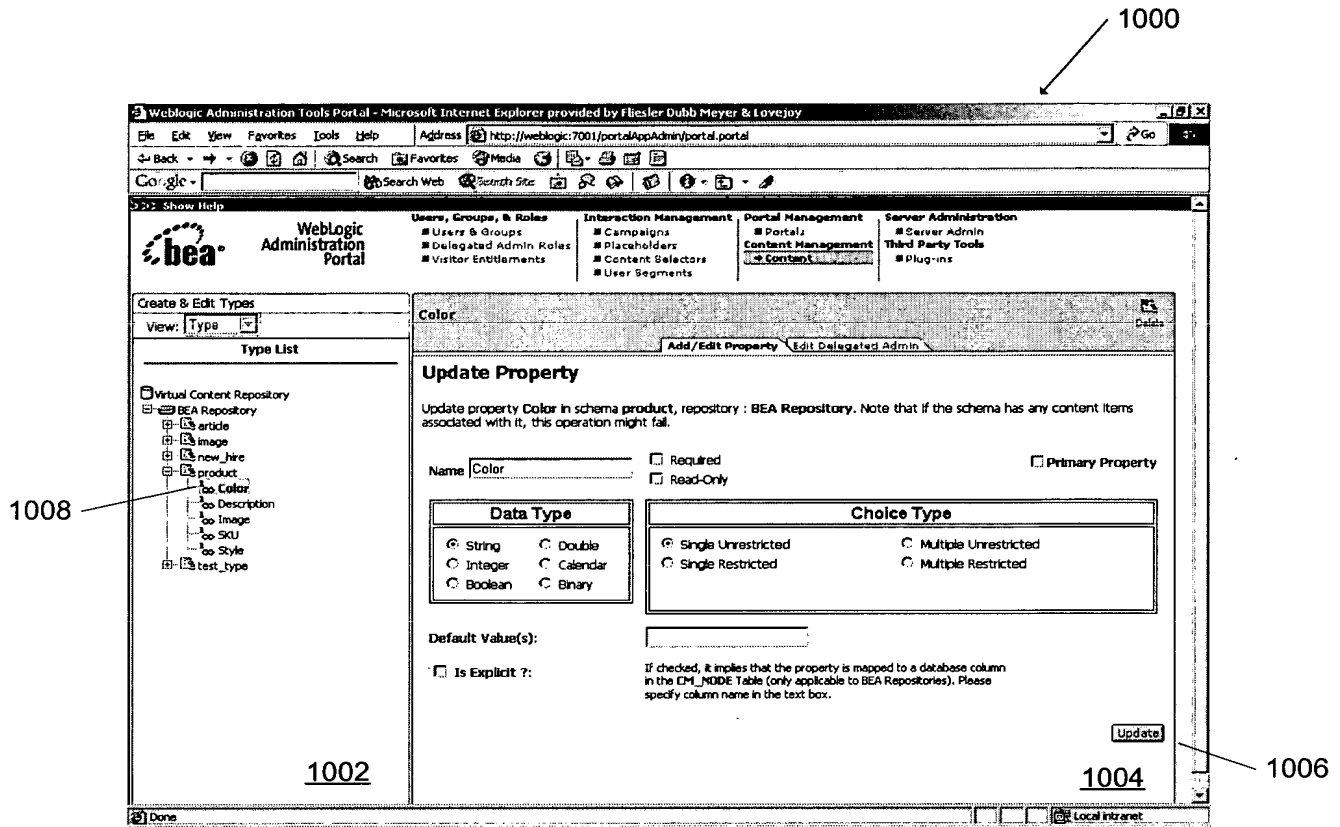 1000
Weblogic Administration Tools Portal - Microsoft Internet Explorer provided by Fliesler Dubb Meyer & Lovejoy
File Edit View Favorites Tools Help Address http://weblogic:7001/portalAppAdmin/portal.portal Go
Back Search Favorites Media
Google Search Web Search Site
>>> Show Help
bea
WebLogic
Administration
Portal
Users, Groups, & Roles
Users & Groups
Delegated Admin Roles
Visitor Entitlements
Interaction Management
Campaigns
Placeholders
Content Selectors
User Segments
Portal Management
Portals
Content Management
Content
Server Administration
Server Admin
Third Party Tools
Plug-ins
Create & Edit Types
View: Type
Type List
Virtual Content Repository
BEA Repository
article
image
new_hire
product
Color
Description
Image
SKU
Style
test_type
1008
1002
Color
Delete
Add/Edit Property Edit Delegated Admin
Update Property
Update property Color in schema product, repository : BEA Repository. Note that if the schema has any content items
associated with it, this operation might fail.
Name Color
Required
Read-Only
Primary Property
Data Type
String Double
Integer Calendar
Boolean Binary
Choice Type
Single Unrestricted Multiple Unrestricted
Single Restricted Multiple Restricted
Default Value(s):
Is Explicit ?:
If checked, it implies that the property is mapped to a database column
in the CM_NODE Table (only applicable to BEA Repositories). Please
specify column name in the text box.
Update
1006
1004
Done Local intranet